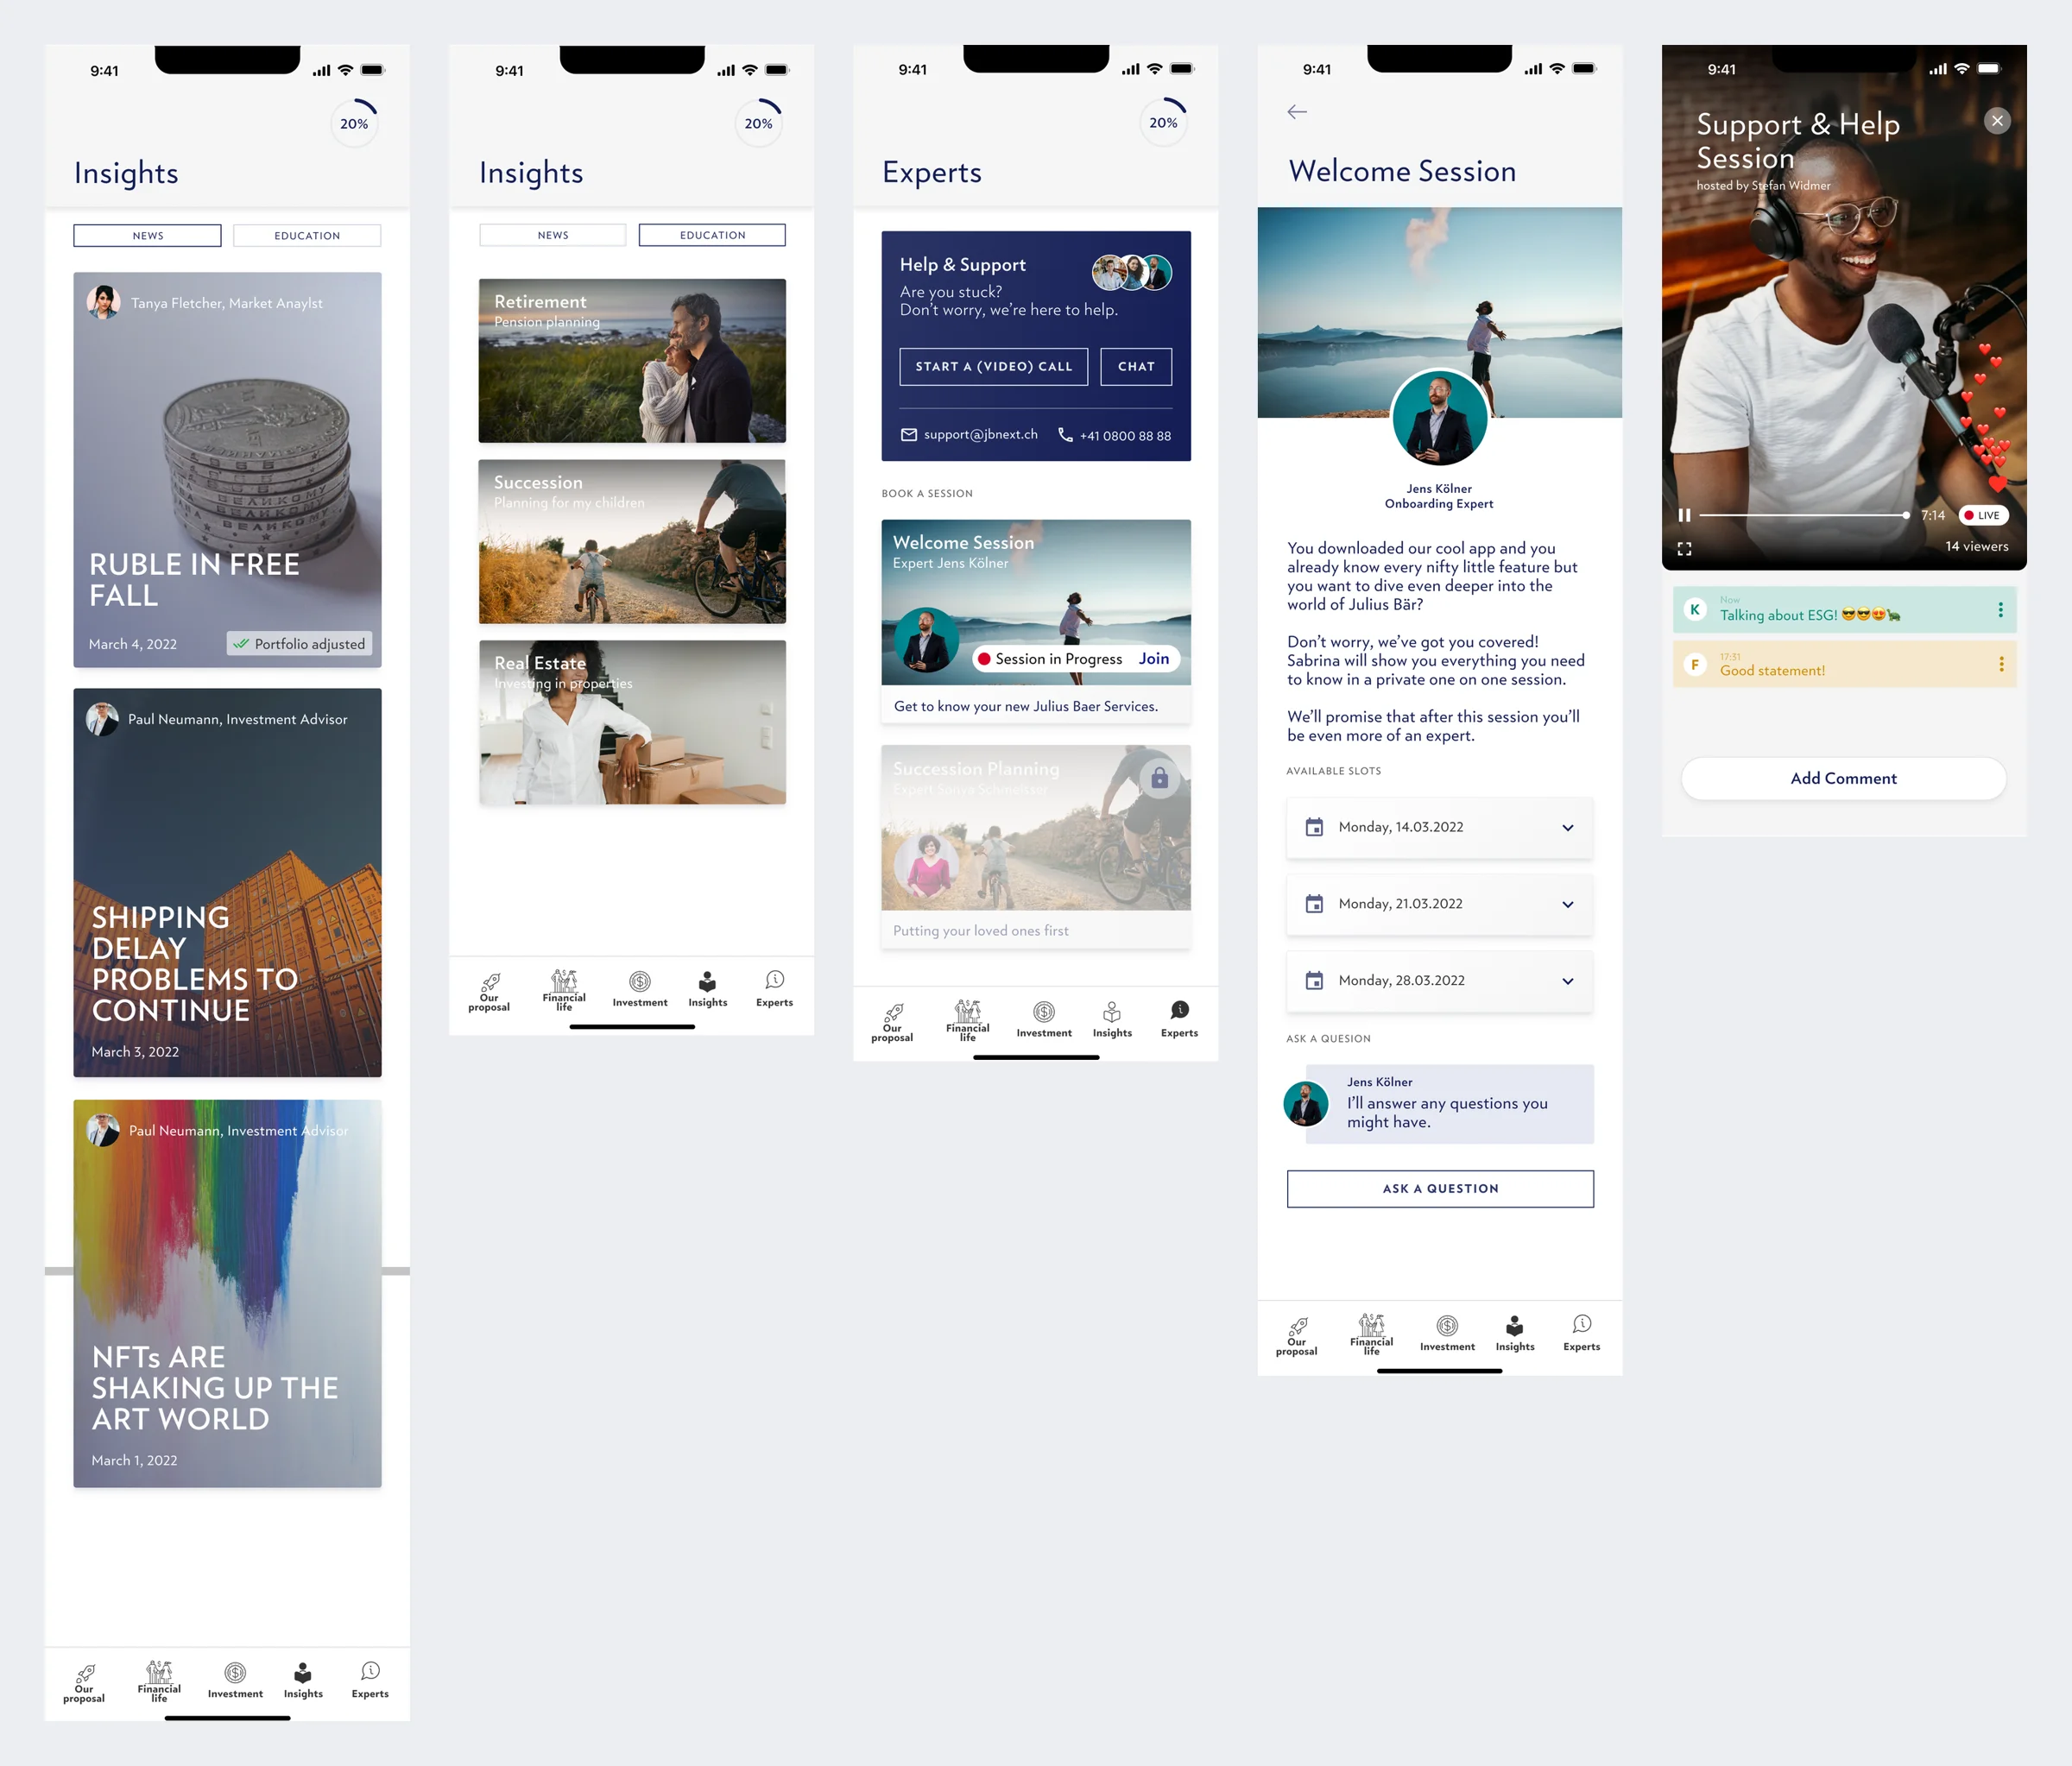 9:41
20%
Insights
NEWS
EDUCATION
Tanya Fletcher, Market Anaylst
ВЕЛИКОМУ
RUBLE IN FREE
FALL
March 4, 2022
Portfolio adjusted
Paul Neumann, Investment Advisor
SHIPPING
DELAY
PROBLEMS TO
CONTINUE
March 3, 2022
Paul Neumann, Investment Advisor
NFTs ARE
SHAKING UP THE
ART WORLD
March 1, 2022
Our
proposal
Financial
life
Investment
Insights
Experts
9:41
20%
Insights
NEWS
EDUCATION
Retirement
Pension planning
Succession
Planning for my children
Real Estate
Investing in properties
Our
proposal
Financial
life
Investment
Insights
Experts
9:41
20%
Experts
Help & Support
Are you stuck?
Don't worry, we're here to help.
START A (VIDEO) CALL
CHAT
support@jbnext.ch
+41 0800 88 88
BOOK A SESSION
Welcome Session
Expert Jens Kölner
Session in Progress
Join
Get to know your new Julius Baer Services.
Succession Planning
Expert Sonya Schmeisser
Putting your loved ones first
Our
proposal
Financial
life
Investment
Insights
Experts
9:41
Welcome Session
Jens Kölner
Onboarding Expert
You downloaded our cool app and you
already know every nifty little feature but
you want to dive even deeper into the
world of Julius Bär?
Don't worry, we've got you covered!
Sabrina will show you everything you need
to know in a private one on one session.
We'll promise that after this session you'll
be even more of an expert.
AVAILABLE SLOTS
Monday, 14.03.2022
Monday, 21.03.2022
Monday, 28.03.2022
ASK A QUESION
Jens Kölner
I'll answer any questions you
might have.
ASK A QUESTION
Our
proposal
Financial
life
Investment
Insights
Experts
9:41
Support & Help
Session
hosted by Stefan Widmer
7:14
LIVE
14 viewers
K
Now
Talking about ESG! 😎😎😍🐛
F
17:31
Good statement!
Add Comment